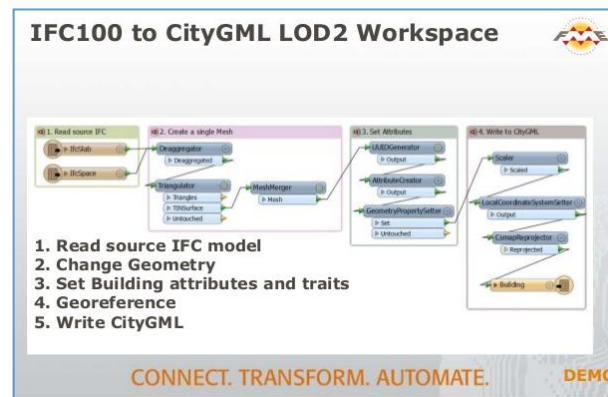 IFC100 to CityGML LOD2 Workspace
FME
1. Read source IFC
IfcSlab
IfcSpace
2. Create a single Mesh
Deaggregator
Deaggregated
Triangulator
Triangles
TINSurface
Untouched
MeshMerger
Mesh
3. Set Attributes
UUIDGenerator
Output
AttributeCreator
Output
GeometryPropertySetter
Set
Untouched
4. Write to CityGML
Scaler
Scaled
LocalCoordinateSystemSetter
Output
CsmapReprojector
Reprojected
Building
1. Read source IFC model
2. Change Geometry
3. Set Building attributes and traits
4. Georeference
5. Write CityGML
CONNECT. TRANSFORM. AUTOMATE.
DEMO